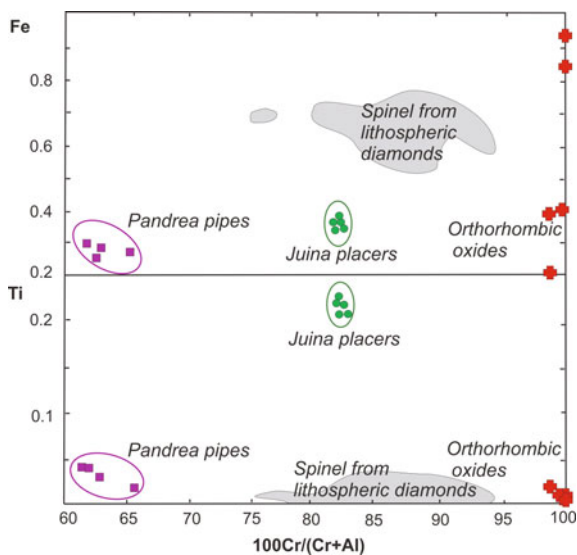 Fe
0.8
Spinel from
lithospheric
diamonds
0.6
0.4
Pandrea pipes
Juina placers
Orthorhombic
oxides
0.2
Ti
0.2
Juina placers
0.1
Pandrea pipes
Spinel from
lithospheric diamonds
Orthorhombic
oxides
60 65 70 75 80 85 90 95 100
100Cr/(Cr+Al)